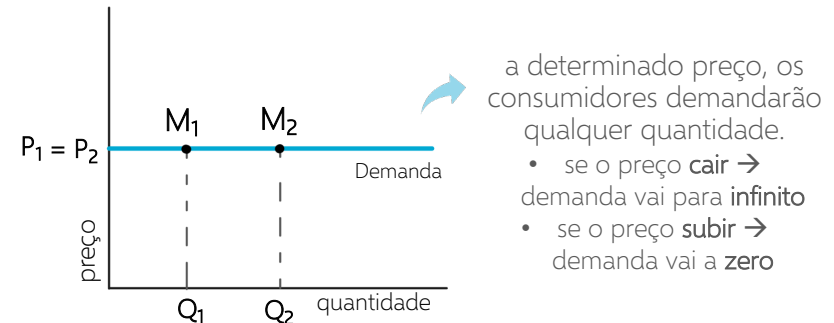 M₁
M₂
P₁ = P₂
Demanda
preço
Q₁
Q₂
quantidade
a determinado preço, os
consumidores demandarão
qualquer quantidade.
• se o preço cair →
demanda vai para infinito
• se o preço subir →
demanda vai a zero